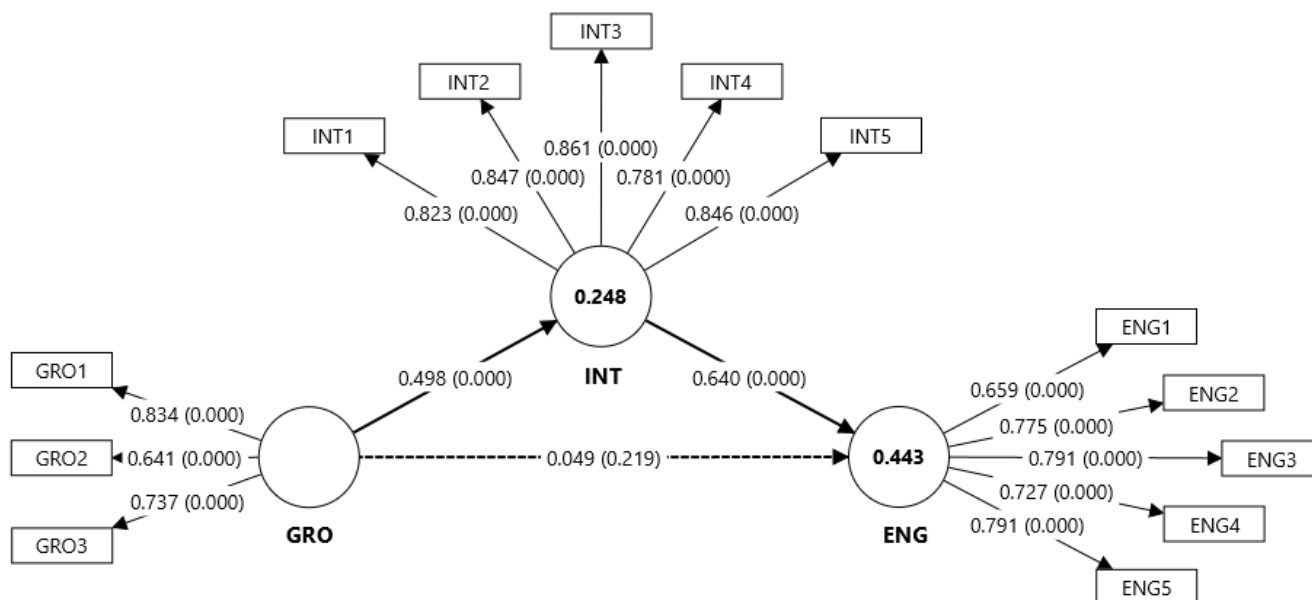 INT3
INT2
INT4
INT1
INT5
0.861 (0.000)
0.847 (0.000)
0.781 (0.000)
0.823 (0.000)
0.846 (0.000)
0.248
INT
ENG1
GRO1
0.498 (0.000)
0.640 (0.000)
0.659 (0.000)
ENG2
0.834 (0.000)
0.775 (0.000)
GRO2
0.641 (0.000)
0.049 (0.219)
0.443
0.791 (0.000)
ENG3
0.737 (0.000)
0.727 (0.000)
GRO3
GRO
ENG
0.791 (0.000)
ENG4
ENG5